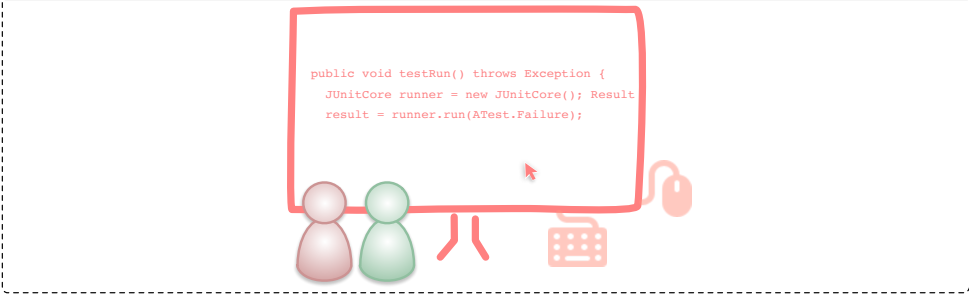 public void testRun() throws Exception {
JUnitCore runner = new JUnitCore(); Result
result = runner.run(ATest.Failure);